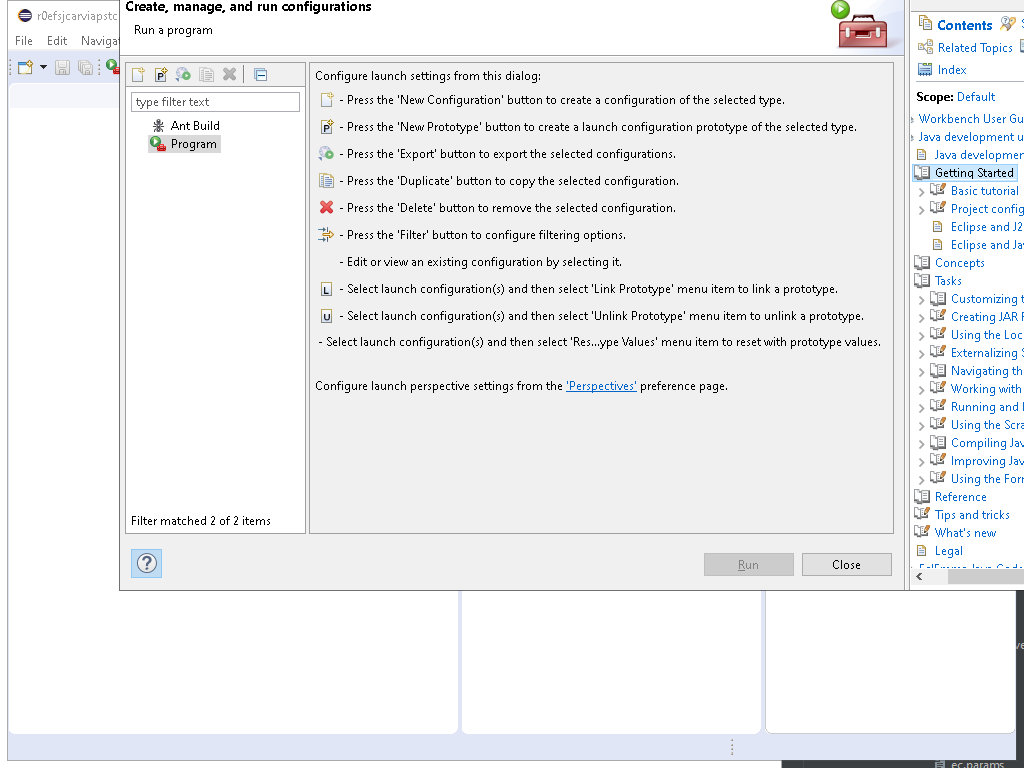 r0efsjcarviapstc
File Edit Navigat
Create, manage, and run configurations
Run a program
type filter text
Ant Build
Program
Filter matched 2 of 2 items
Configure launch settings from this dialog:
- Press the 'New Configuration' button to create a configuration of the selected type.
- Press the 'New Prototype' button to create a launch configuration prototype of the selected type.
- Press the 'Export' button to export the selected configurations.
- Press the 'Duplicate' button to copy the selected configuration.
- Press the 'Delete' button to remove the selected configuration.
- Press the 'Filter' button to configure filtering options.
- Edit or view an existing configuration by selecting it.
- Select launch configuration(s) and then select 'Link Prototype' menu item to link a prototype.
- Select launch configuration(s) and then select 'Unlink Prototype' menu item to unlink a prototype.
- Select launch configuration(s) and then select 'Res...ype Values' menu item to reset with prototype values.
Configure launch perspective settings from the 'Perspectives' preference page.
Run
Close
Contents
Related Topics
Index
Scope: Default
Workbench User Gu
Java development u
Java developmen
Getting Started
Basic tutorial
Project config
Eclipse and J2
Eclipse and Ja
Concepts
Tasks
Customizing t
Creating JAR F
Using the Loc
Externalizing S
Navigating th
Working with
Running and
Using the Scra
Compiling Jav
Improving Jav
Using the Forr
Reference
Tips and tricks
What's new
Legal
EclEmma Java Code
ec.params